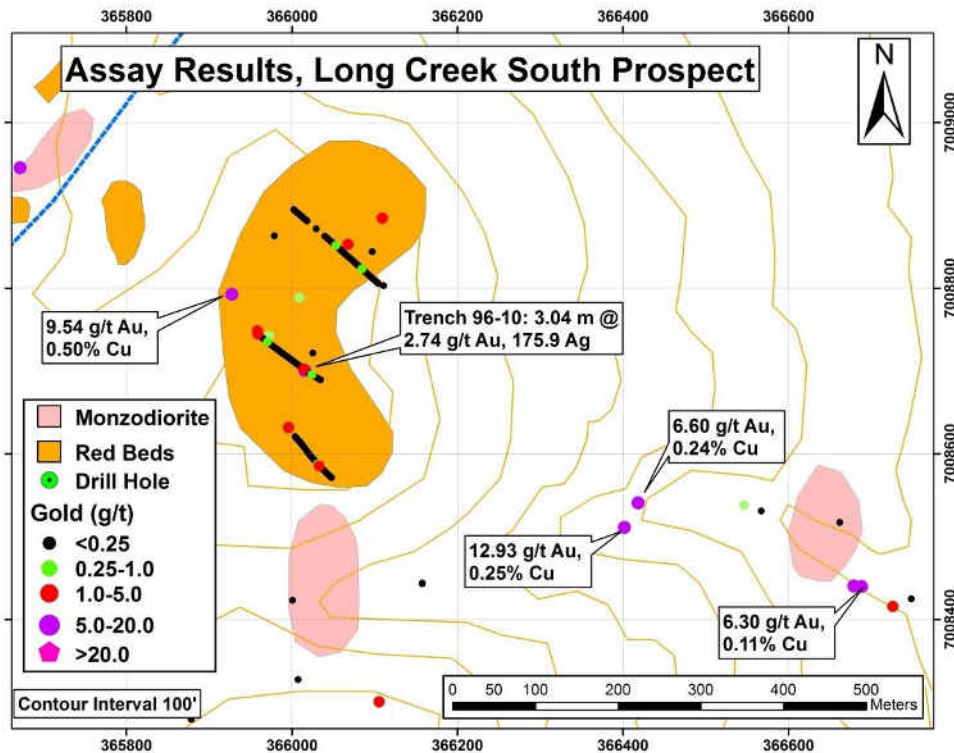 365800 366000 366200 366400 366600
Assay Results, Long Creek South Prospect
N
7009000
7008800
7008600
7008400
9.54 g/t Au,
0.50% Cu
Trench 96-10: 3.04 m @
2.74 g/t Au, 175.9 Ag
6.60 g/t Au,
0.24% Cu
12.93 g/t Au,
0.25% Cu
6.30 g/t Au,
0.11% Cu
Monzodiorite
Red Beds
Drill Hole
Gold (g/t)
<0.25
0.25-1.0
1.0-5.0
5.0-20.0
>20.0
Contour Interval 100'
0 50 100 200 300 400 500
Meters
365800 366000 366200 366400 366600